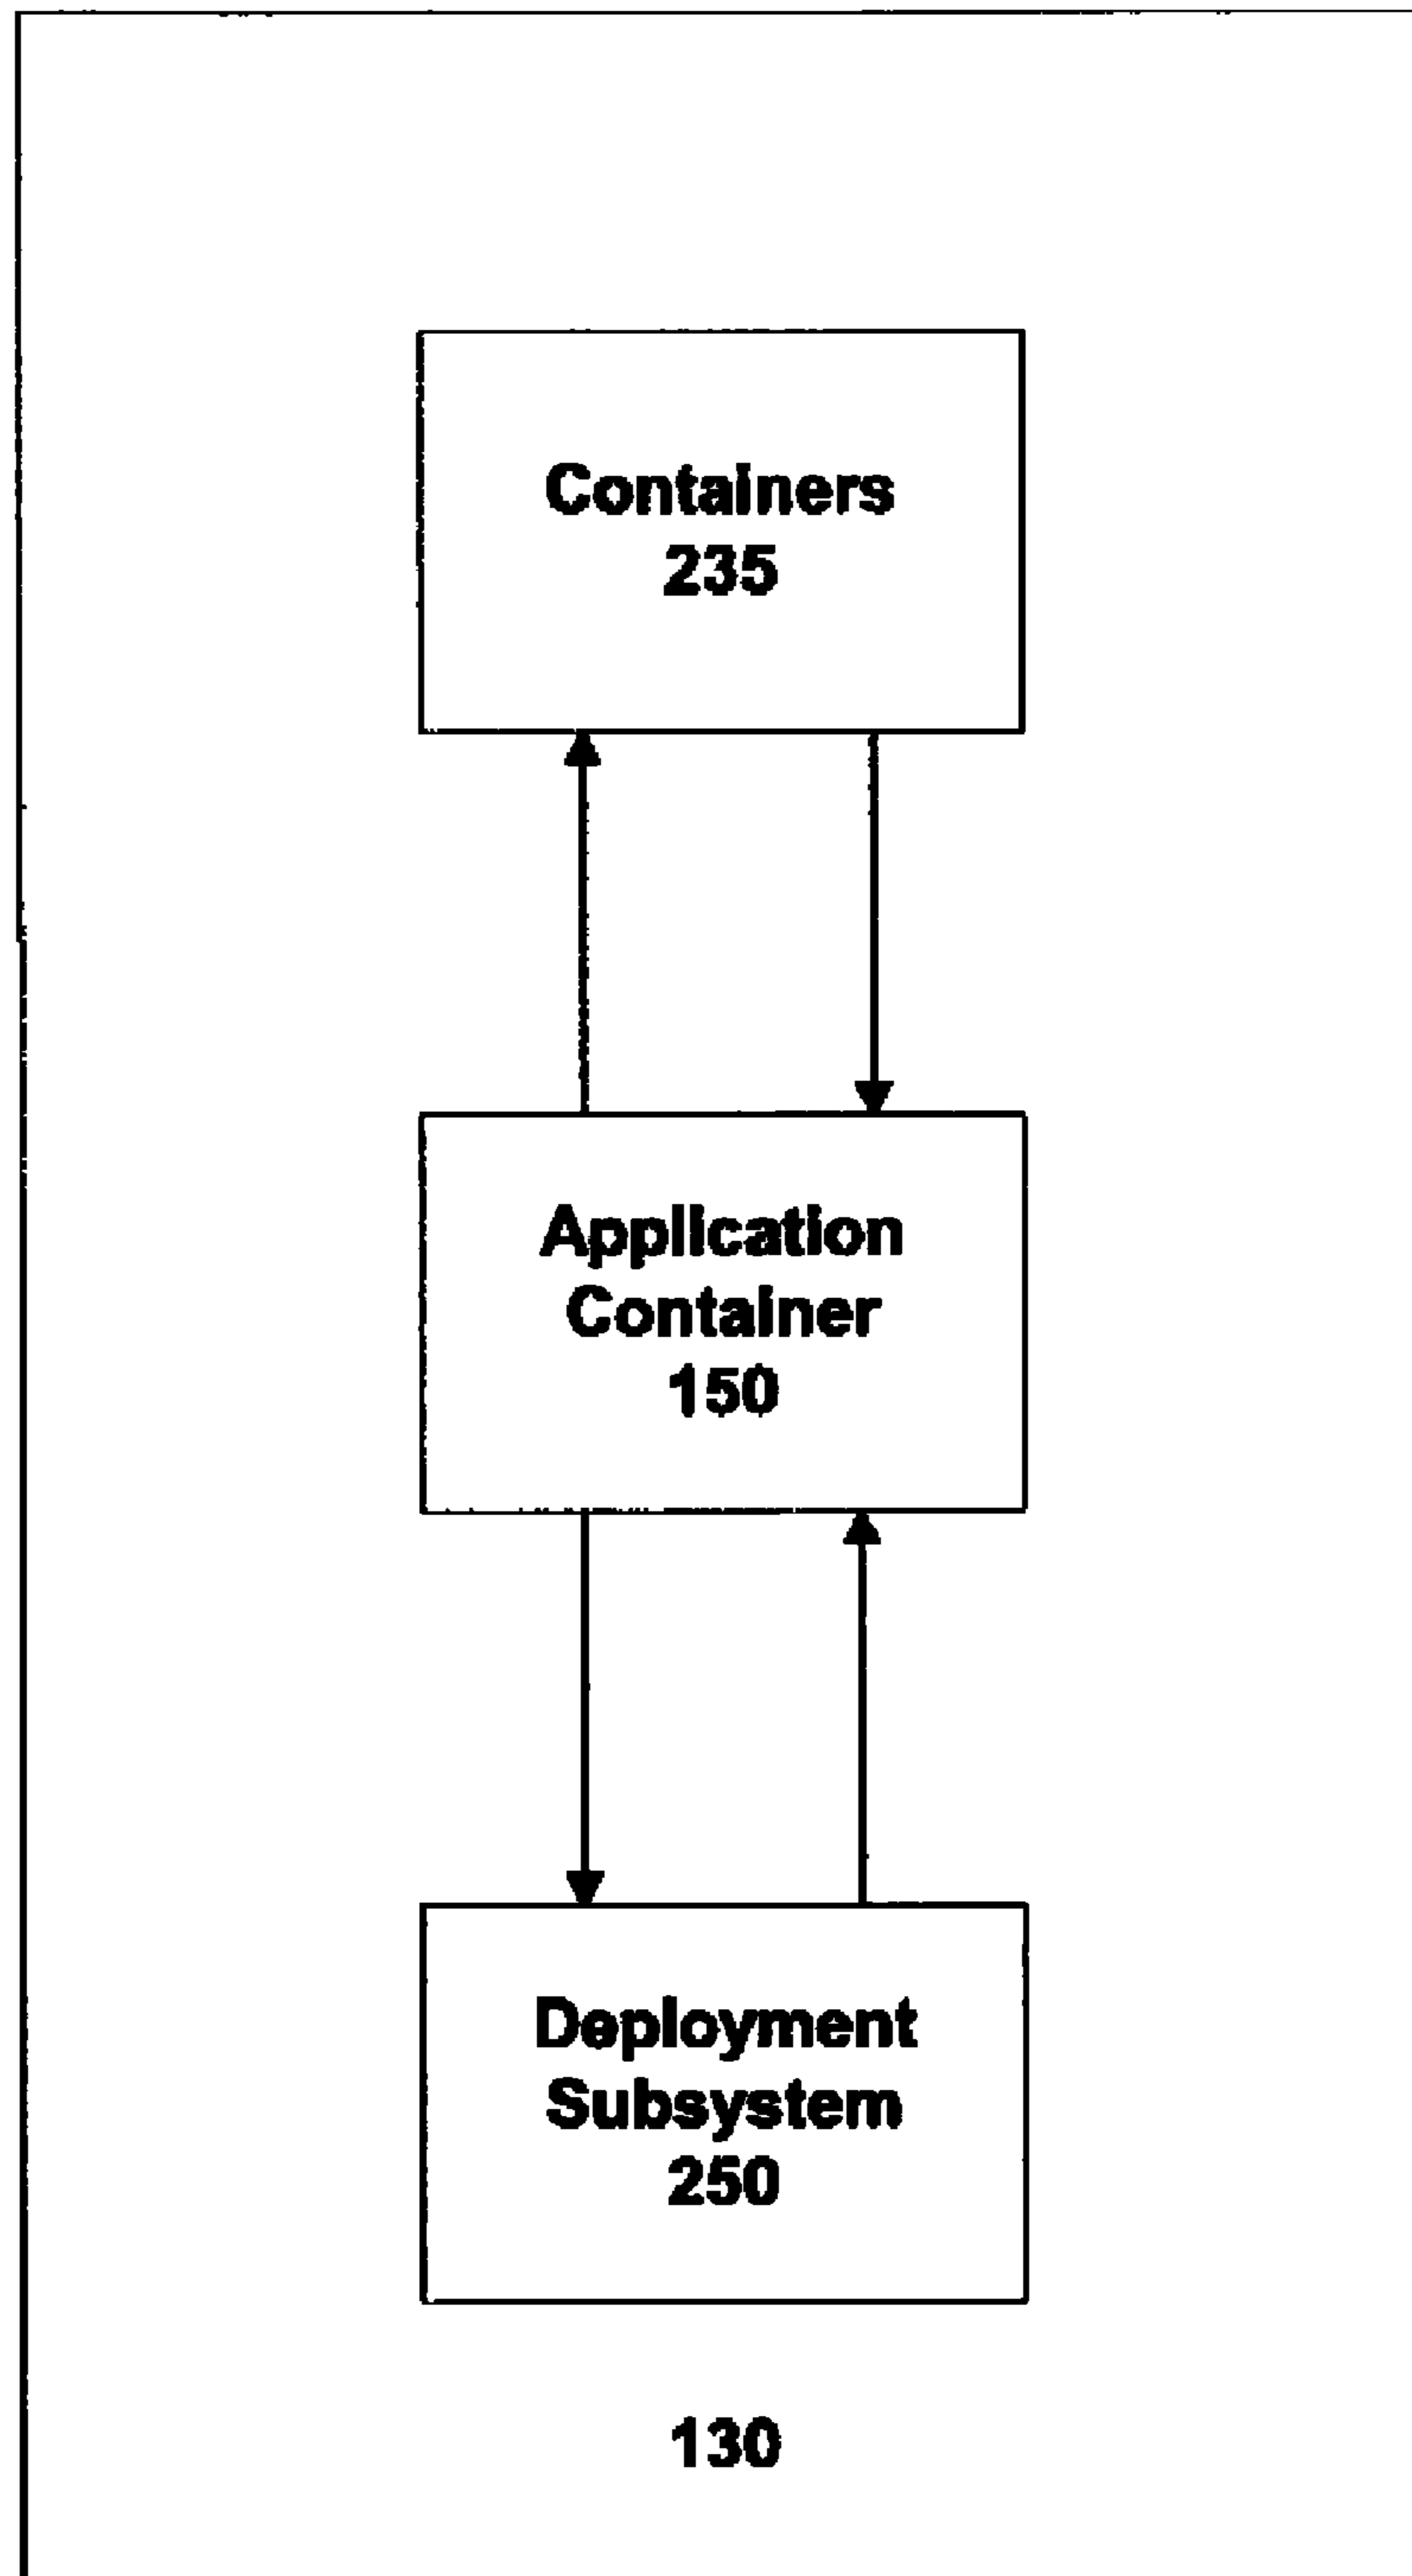 Containers
235
Application
Container
150
Deployment
Subsystem
250
130